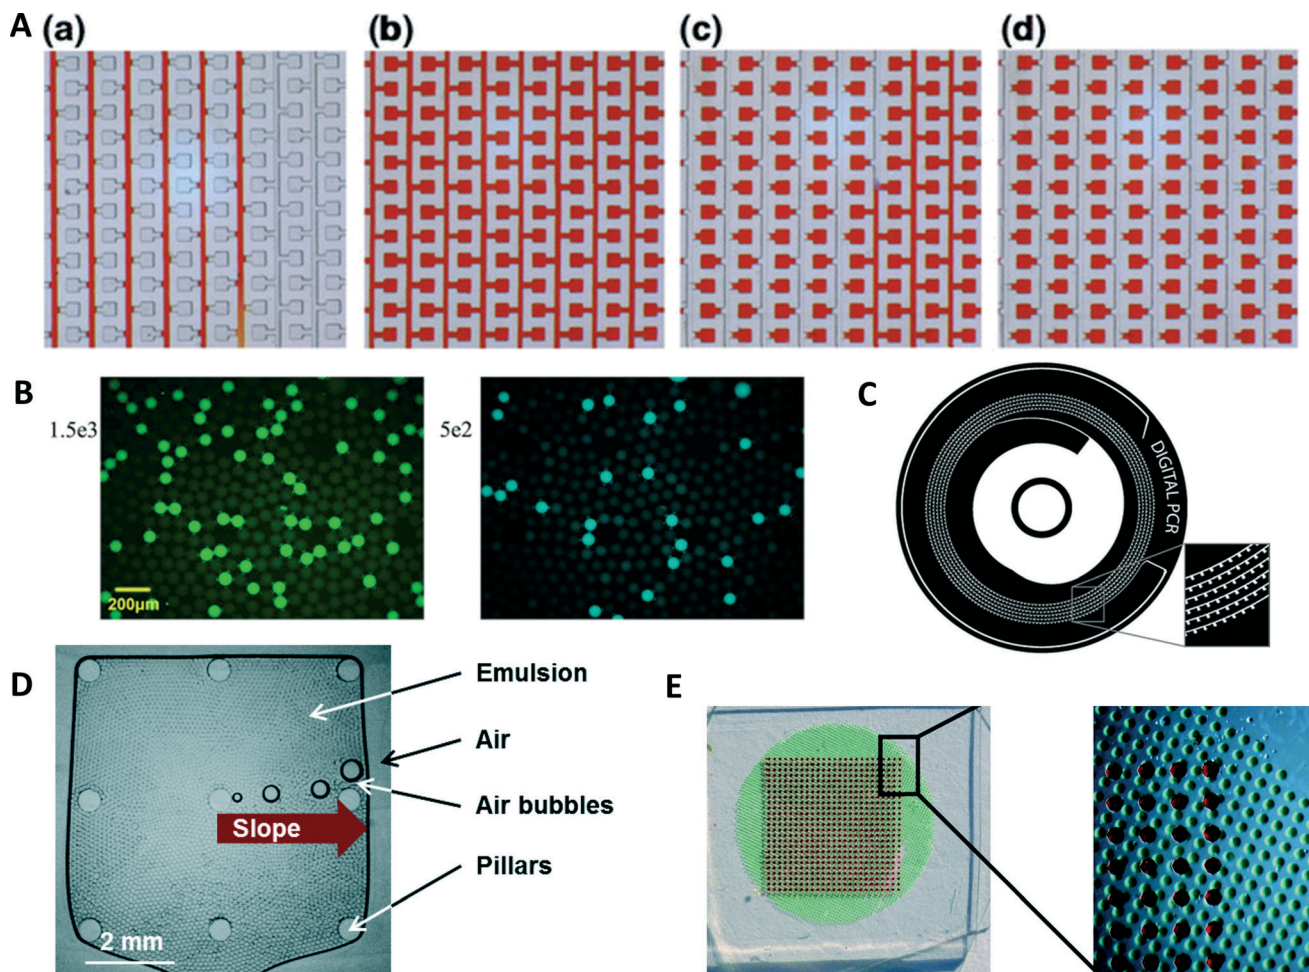 A
(a)
(b)
(c)
(d)
B
1.5e3
200μm
5e2
C
DIGITAL PCR
D
Emulsion
Air
Air bubbles
Slope
Pillars
2 mm
E